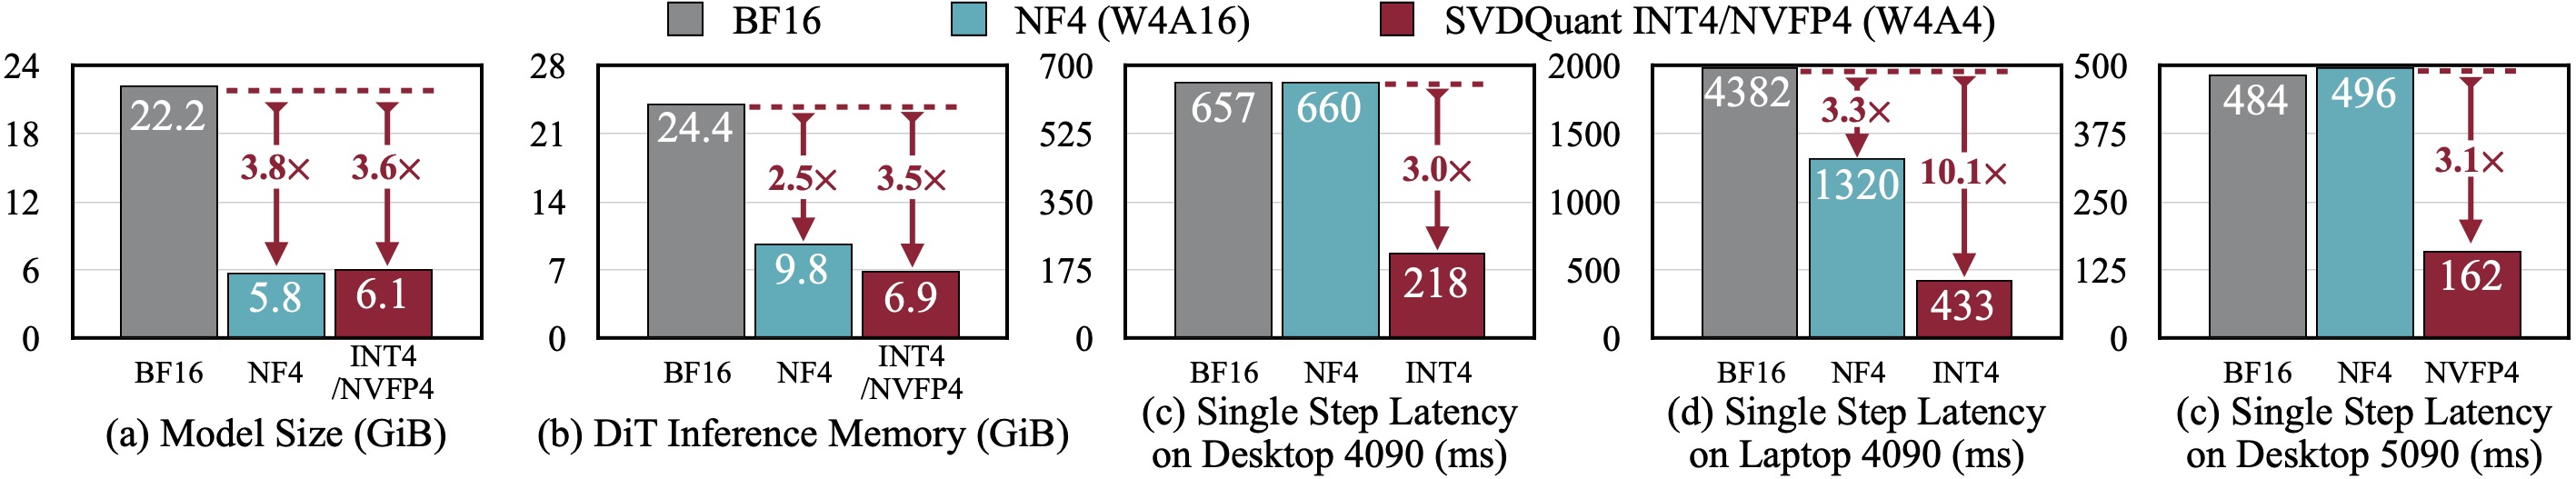 BF16 NF4 (W4A16) SVDQuant INT4/NVFP4 (W4A4)
24
18
12
6
0
22.2
5.8
6.1
3.8×
3.6×
BF16
NF4
INT4
/NVFP4
(a) Model Size (GiB)
28
21
14
7
0
24.4
9.8
6.9
2.5×
3.5×
BF16
NF4
INT4
/NVFP4
(b) DiT Inference Memory (GiB)
700
525
350
175
0
657
660
218
3.0×
BF16
NF4
INT4
(c) Single Step Latency
on Desktop 4090 (ms)
2000
1500
1000
500
0
4382
1320
433
3.3×
10.1×
BF16
NF4
INT4
(d) Single Step Latency
on Laptop 4090 (ms)
500
375
250
125
0
484
496
162
3.1×
BF16
NF4
NVFP4
(c) Single Step Latency
on Desktop 5090 (ms)